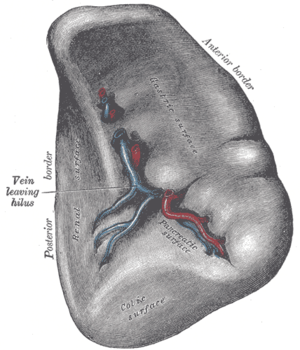 Anterior border
Gastric surface
Vein
leaving
hilus
Posterior border
Renal surface
Pancreatic
surface
Colic
surface